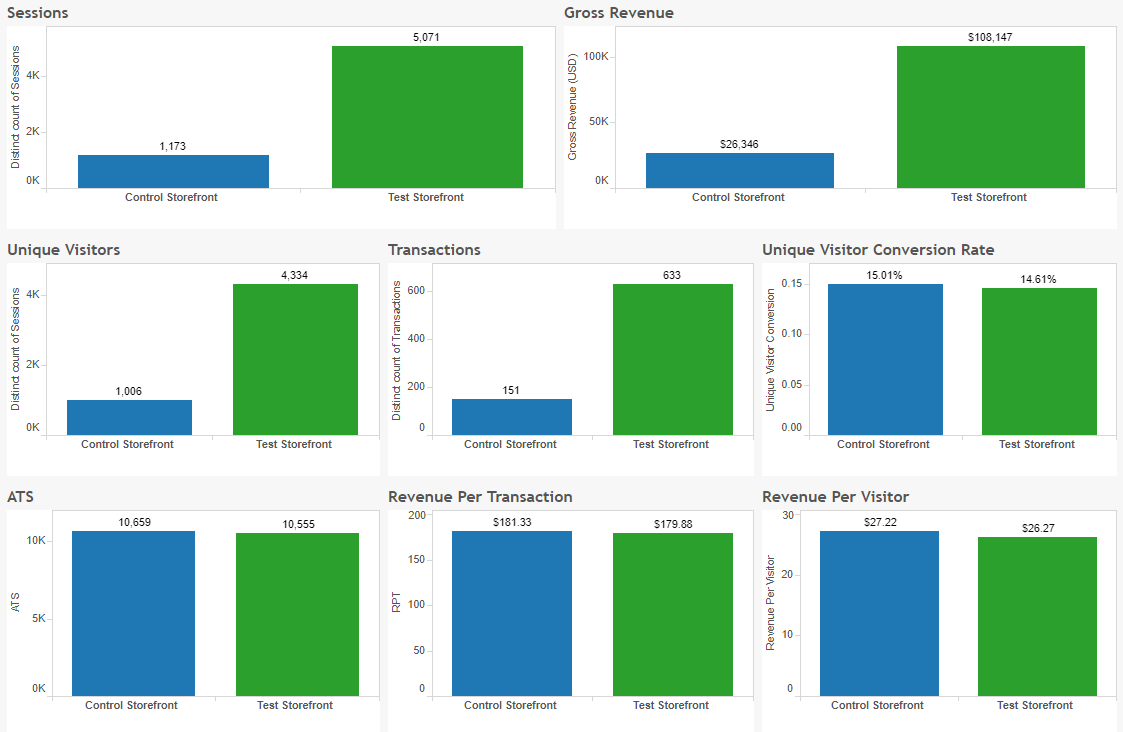 Sessions
Distinct count of Sessions
4K
2K
0K
1,173
5,071
Control Storefront
Test Storefront
Gross Revenue
Gross Revenue (USD)
100K
50K
0K
$26,346
$108,147
Control Storefront
Test Storefront
Unique Visitors
Distinct count of Sessions
4K
2K
0K
1,006
4,334
Control Storefront
Test Storefront
Transactions
Distinct count of Transactions
600
400
200
0
151
633
Control Storefront
Test Storefront
Unique Visitor Conversion Rate
Unique Visitor Conversion
0.15
0.10
0.05
0.00
15.01%
14.61%
Control Storefront
Test Storefront
ATS
ATS
10K
5K
0K
10,659
10,555
Control Storefront
Test Storefront
Revenue Per Transaction
RPT
200
150
100
50
0
$181.33
$179.88
Control Storefront
Test Storefront
Revenue Per Visitor
Revenue Per Visitor
30
20
10
0
$27.22
$26.27
Control Storefront
Test Storefront